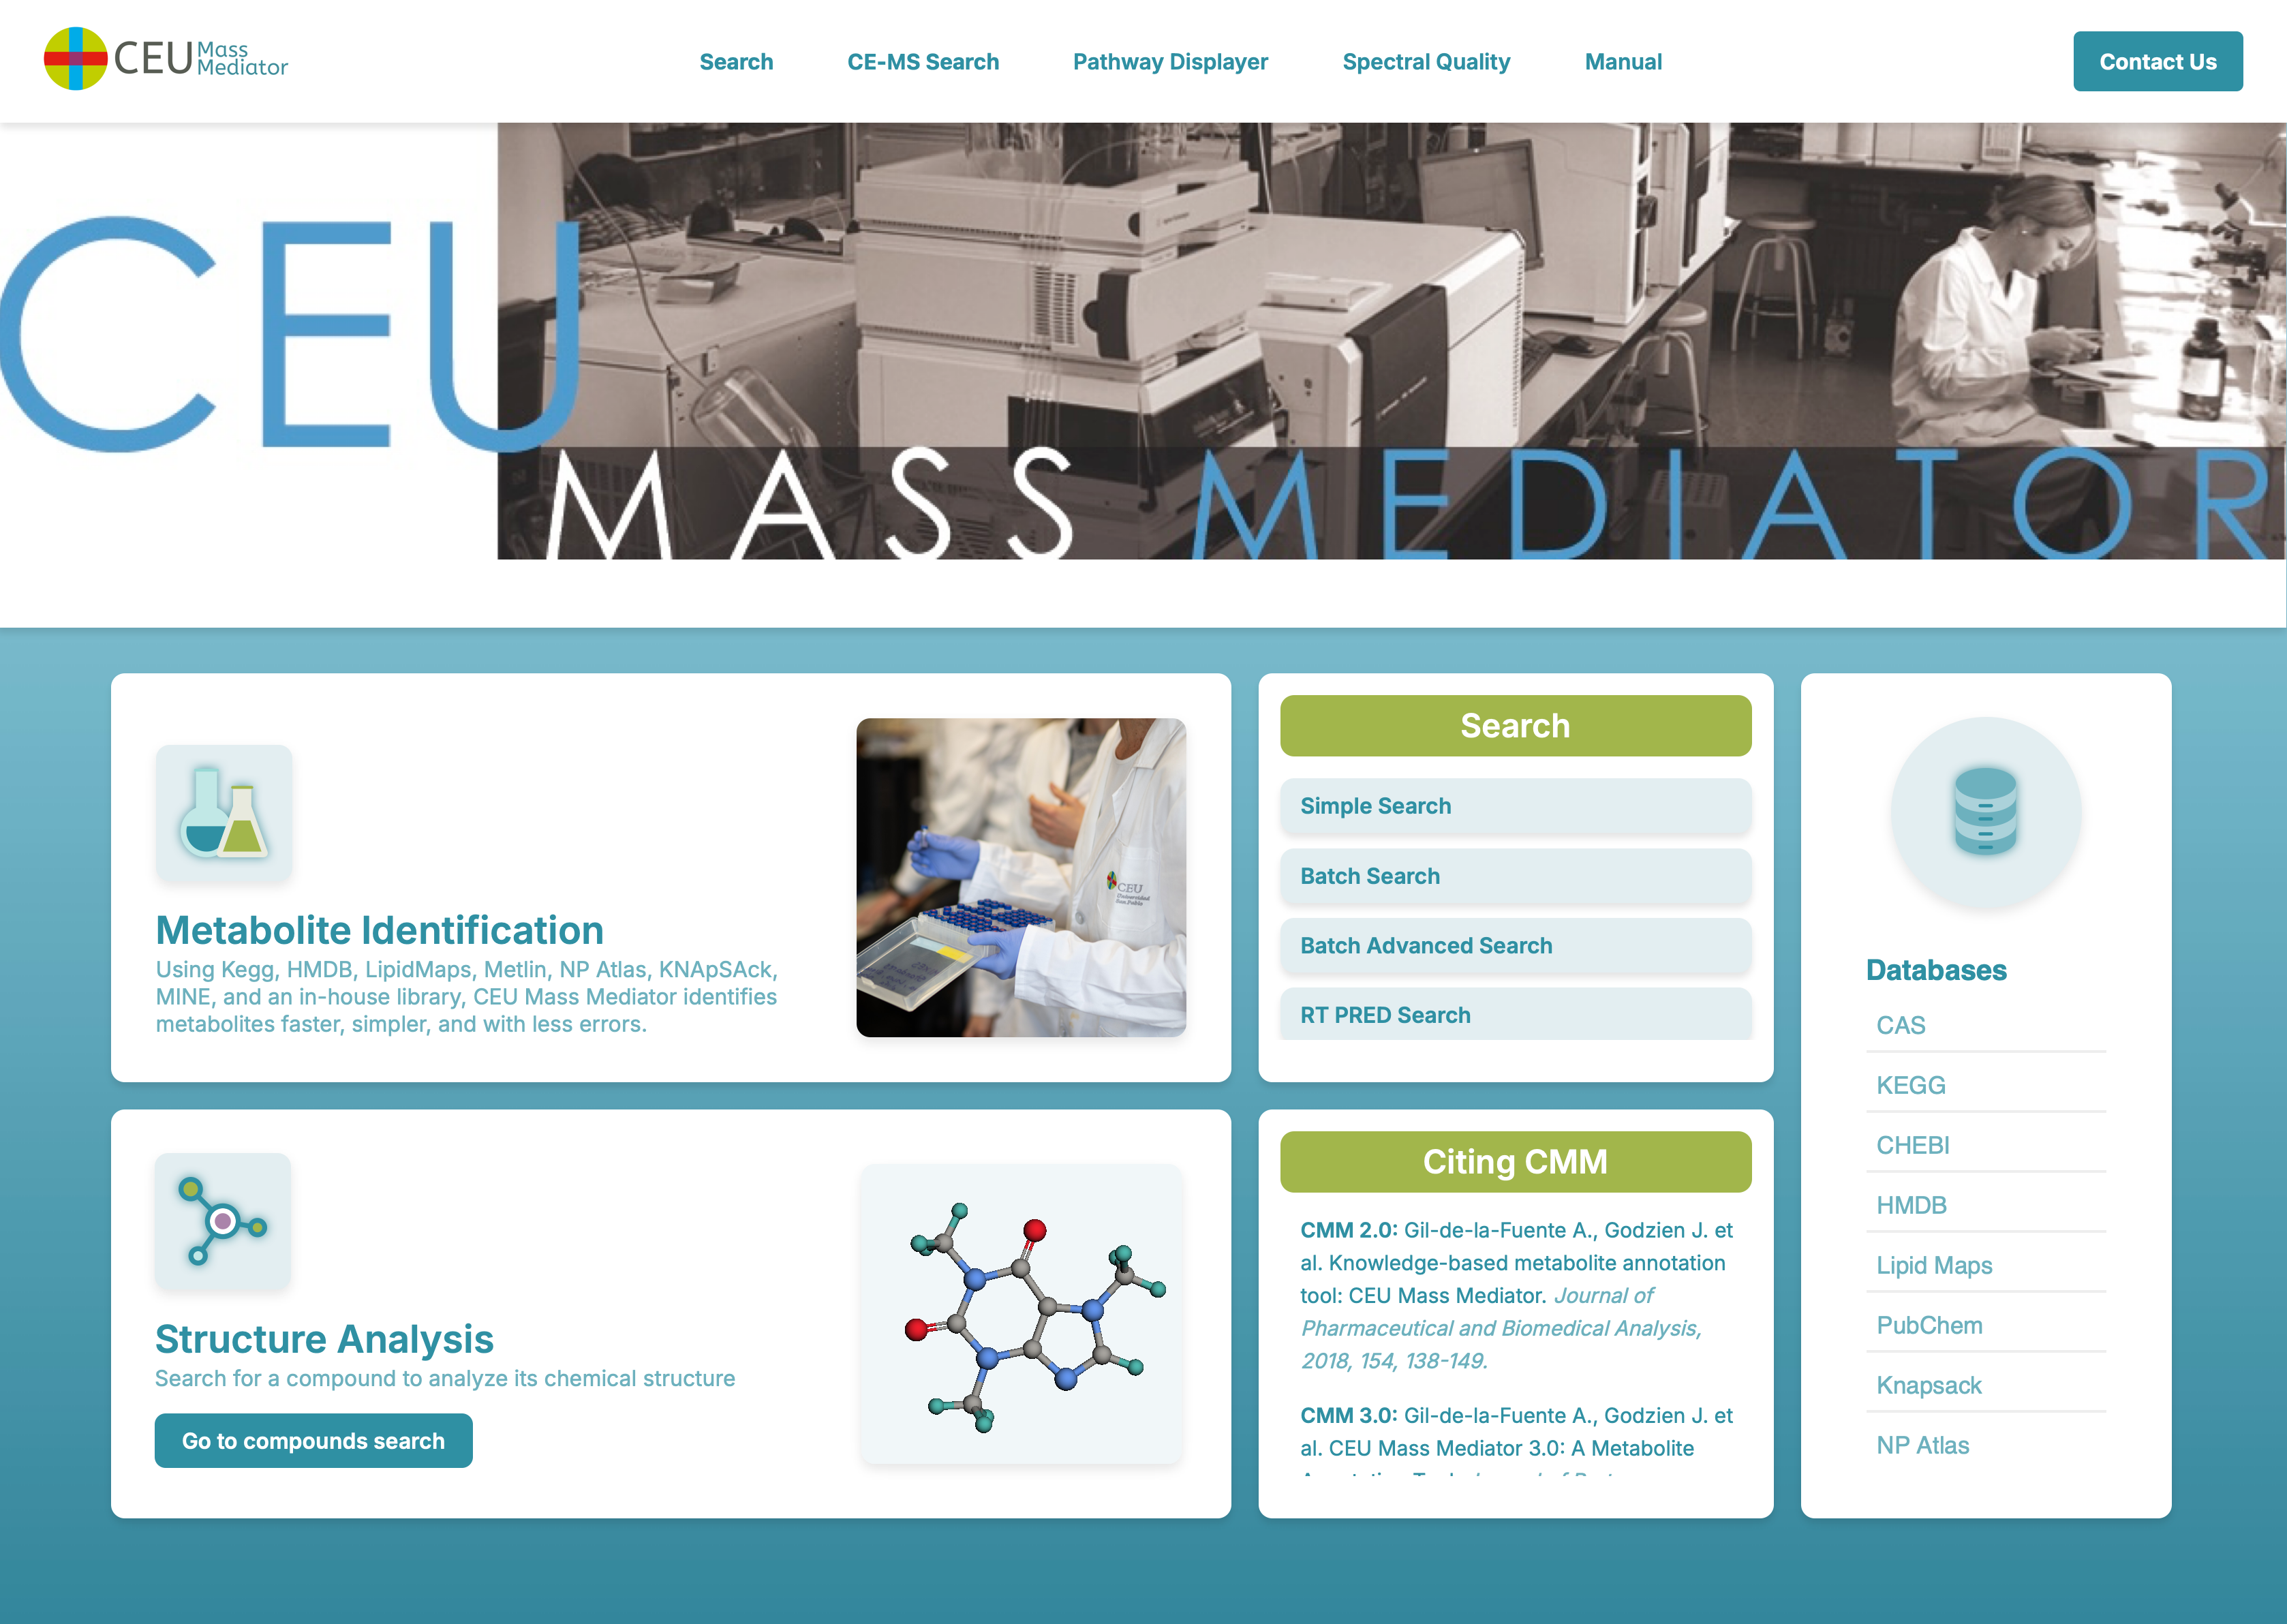 CEU Mass
Mediator
Search
CE-MS Search
Pathway Displayer
Spectral Quality
Manual
Contact Us
CEU
MASS MEDIATOR
Metabolite Identification
Using Kegg, HMDB, LipidMaps, Metlin, NP Atlas, KNApSAck,
MINE, and an in-house library, CEU Mass Mediator identifies
metabolites faster, simpler, and with less errors.
CEU
Universidad
San Pablo
Search
Simple Search
Batch Search
Batch Advanced Search
RT PRED Search
Structure Analysis
Search for a compound to analyze its chemical structure
Go to compounds search
Citing CMM
CMM 2.0: Gil-de-la-Fuente A., Godzien J. et
al. Knowledge-based metabolite annotation
tool: CEU Mass Mediator. Journal of
Pharmaceutical and Biomedical Analysis,
2018, 154, 138-149.
CMM 3.0: Gil-de-la-Fuente A., Godzien J. et
al. CEU Mass Mediator 3.0: A Metabolite
Databases
CAS
KEGG
CHEBI
HMDB
Lipid Maps
PubChem
Knapsack
NP Atlas